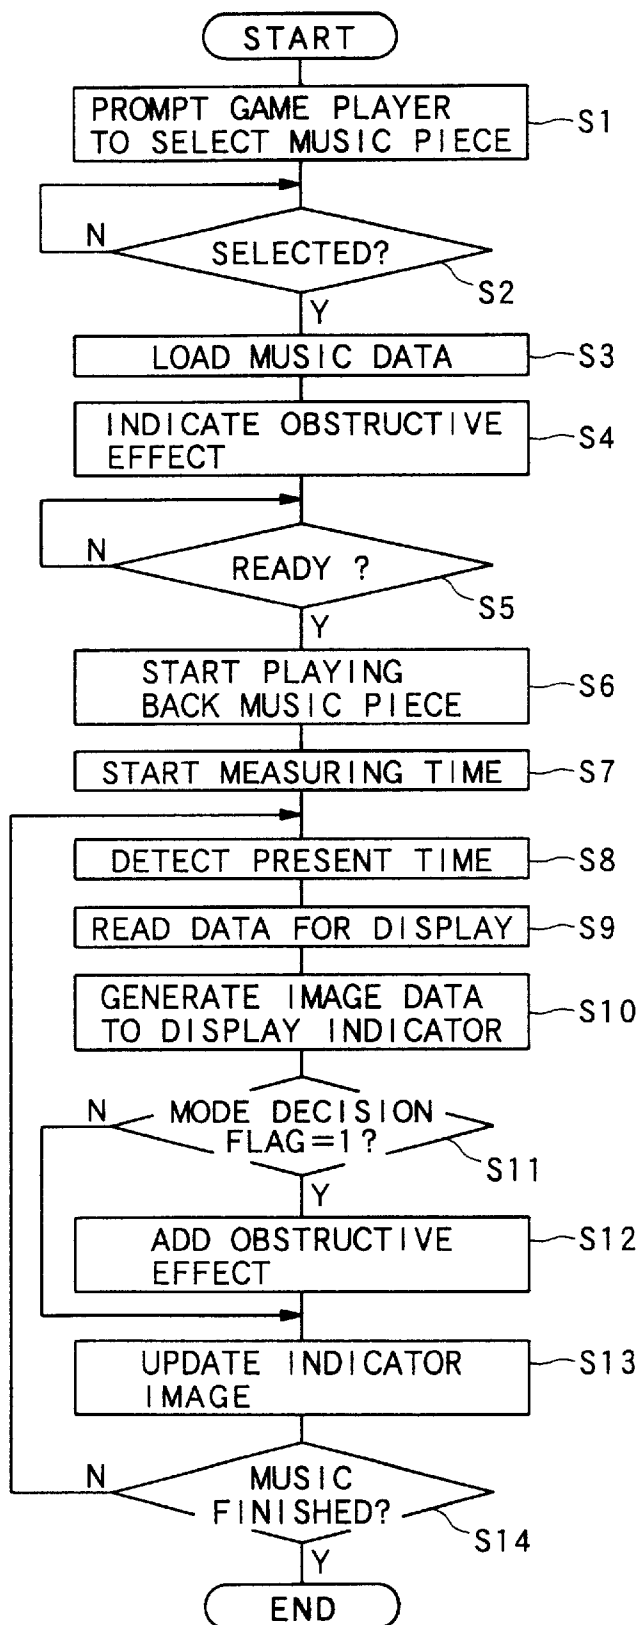 START
PROMPT GAME PLAYER
TO SELECT MUSIC PIECE
S1
N
SELECTED?
S2
Y
LOAD MUSIC DATA
S3
INDICATE OBSTRUCTIVE
EFFECT
S4
N
READY ?
S5
Y
START PLAYING
BACK MUSIC PIECE
S6
START MEASURING TIME
S7
DETECT PRESENT TIME
S8
READ DATA FOR DISPLAY
S9
GENERATE IMAGE DATA
TO DISPLAY INDICATOR
S10
N
MODE DECISION
FLAG=1?
S11
Y
ADD OBSTRUCTIVE
EFFECT
S12
UPDATE INDICATOR
IMAGE
S13
N
MUSIC
FINISHED?
S14
Y
END